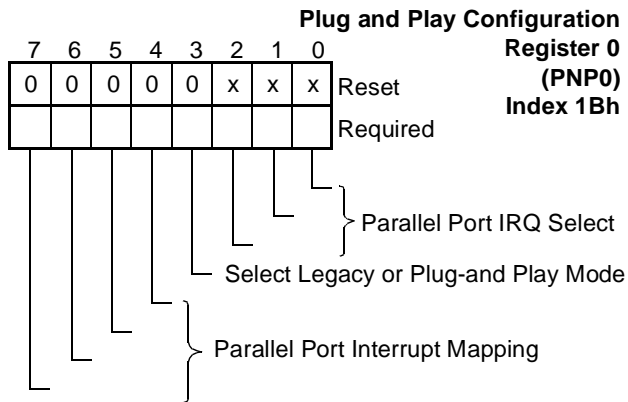 Plug and Play Configuration
Register 0
(PNP0)
Index 1Bh
7 6 5 4 3 2 1 0
0 0 0 0 0 x x x Reset
Required
Parallel Port IRQ Select
Select Legacy or Plug-and Play Mode
Parallel Port Interrupt Mapping